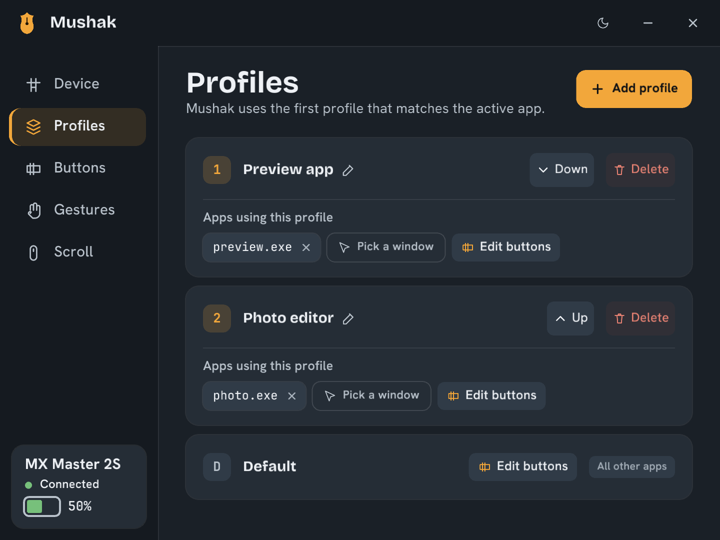 Mushak
Device
Profiles
Buttons
Gestures
Scroll
MX Master 2S
Connected
50%
Profiles
Mushak uses the first profile that matches the active app.
Add profile
1 Preview app Down Delete
Apps using this profile
preview.exe Pick a window Edit buttons
2 Photo editor Up Delete
Apps using this profile
photo.exe Pick a window Edit buttons
D Default Edit buttons All other apps